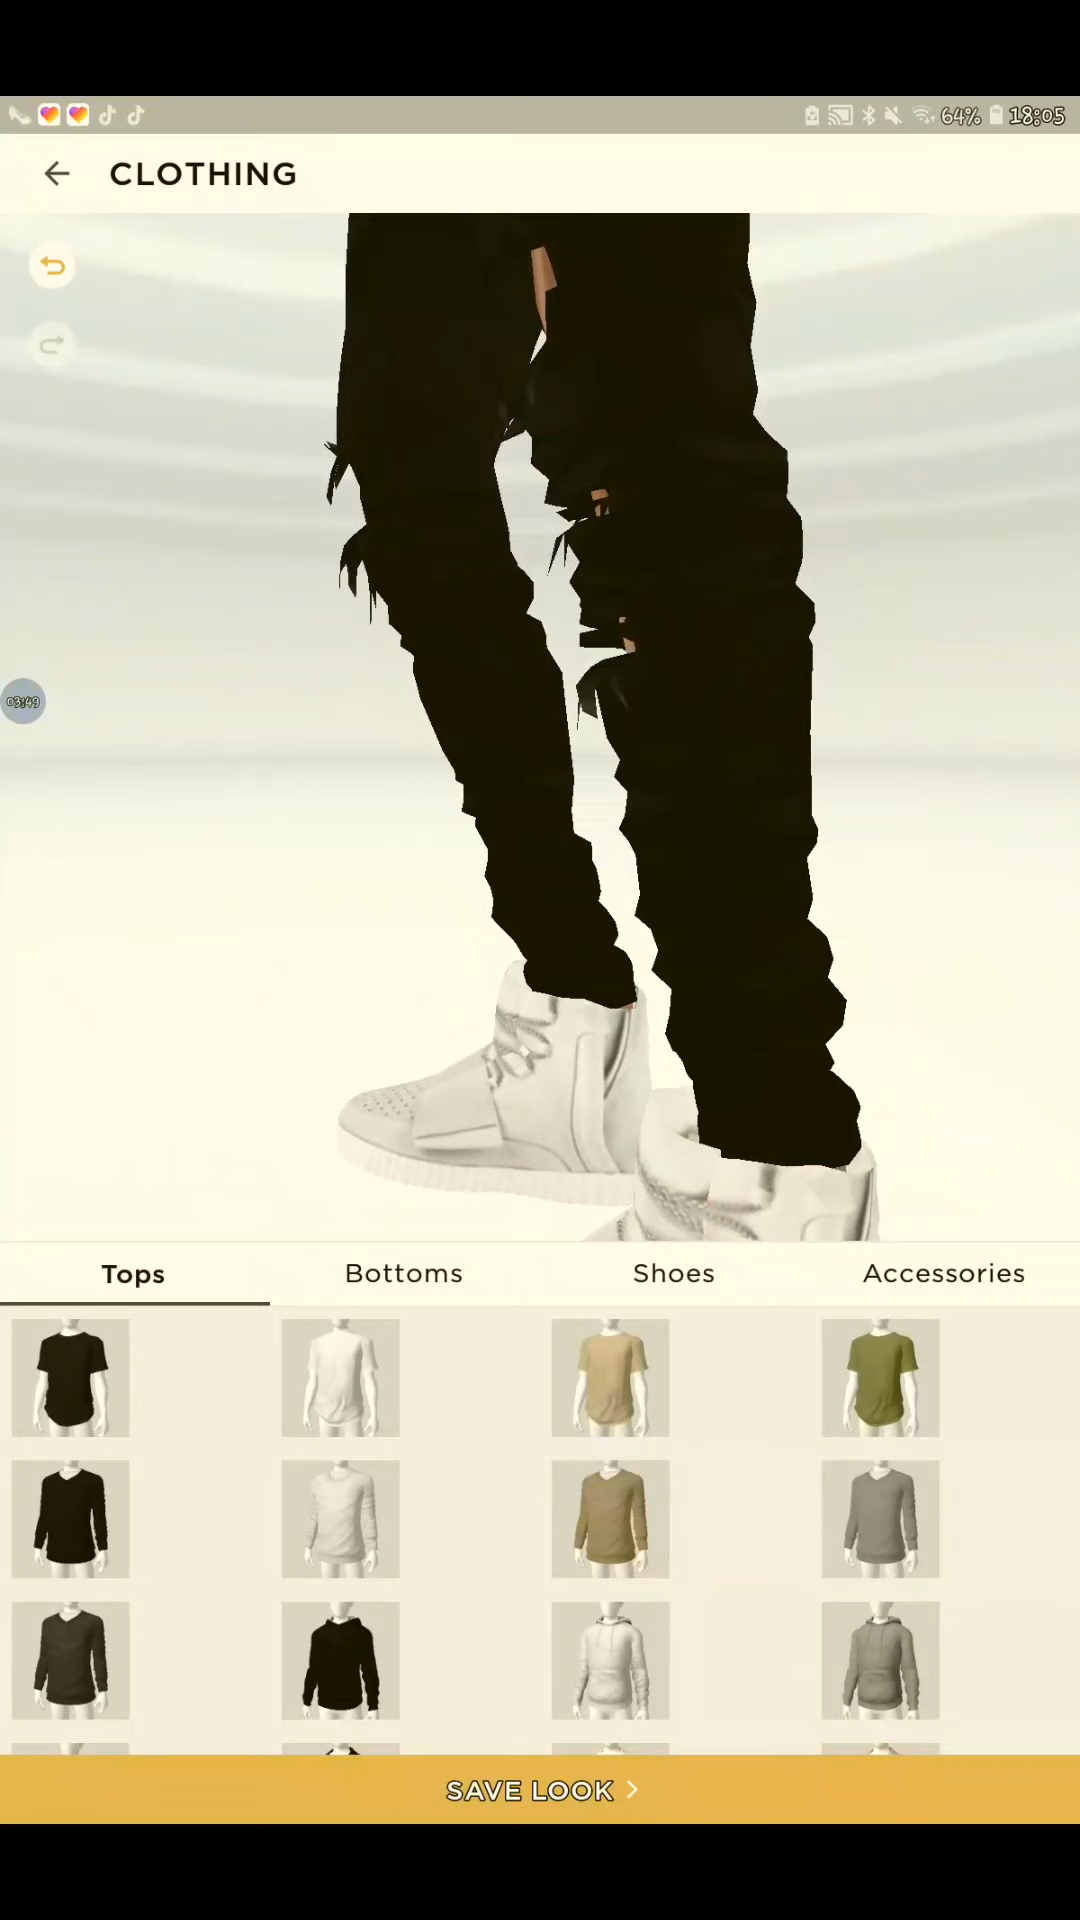 64% 18:05
CLOTHING
03:49
Tops Bottoms Shoes Accessories
SAVE LOOK